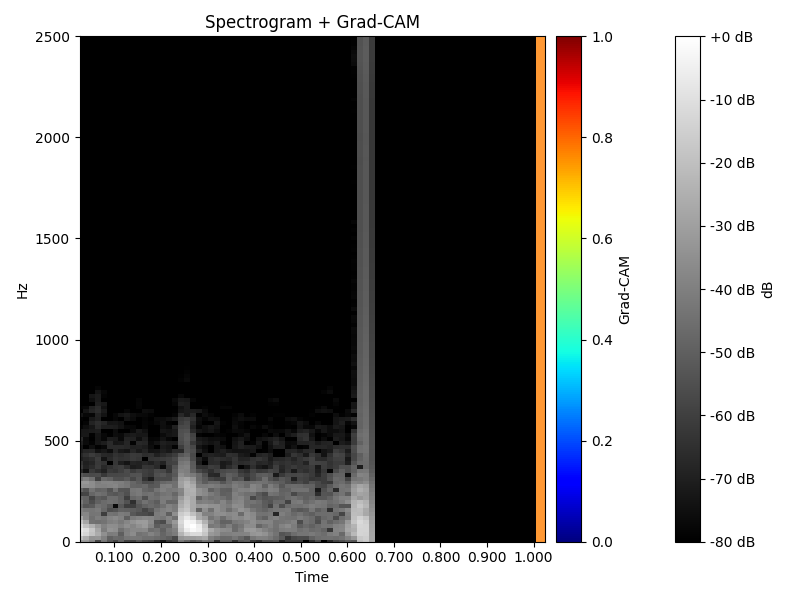 Spectrogram + Grad-CAM
2500
2000
1500
1000
500
0
Hz
0.100 0.200 0.300 0.400 0.500 0.600 0.700 0.800 0.900 1.000
Time
1.0
0.8
0.6
0.4
0.2
0.0
Grad-CAM
+0 dB
-10 dB
-20 dB
-30 dB
-40 dB
-50 dB
-60 dB
-70 dB
-80 dB
dB